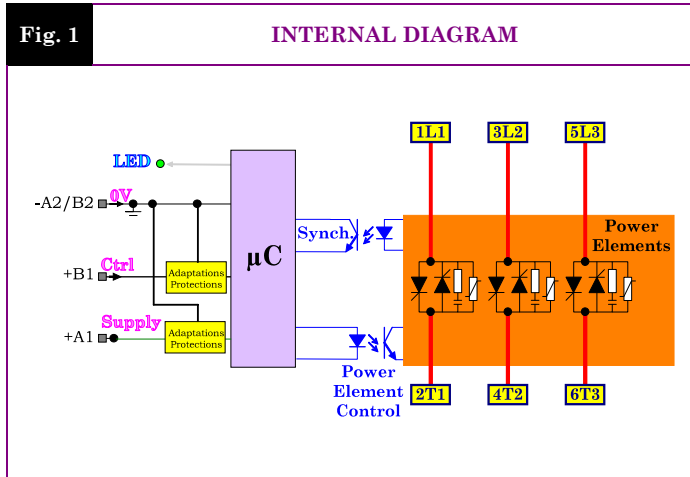 Fig. 1
INTERNAL DIAGRAM
1L1
3L2
5L3
LED
-A2/B2
0V
Synch.
Power
Elements
µC
+B1
Ctrl
Adaptations
Protections
+A1
Supply
Adaptations
Protections
Power
Element
Control
2T1
4T2
6T3